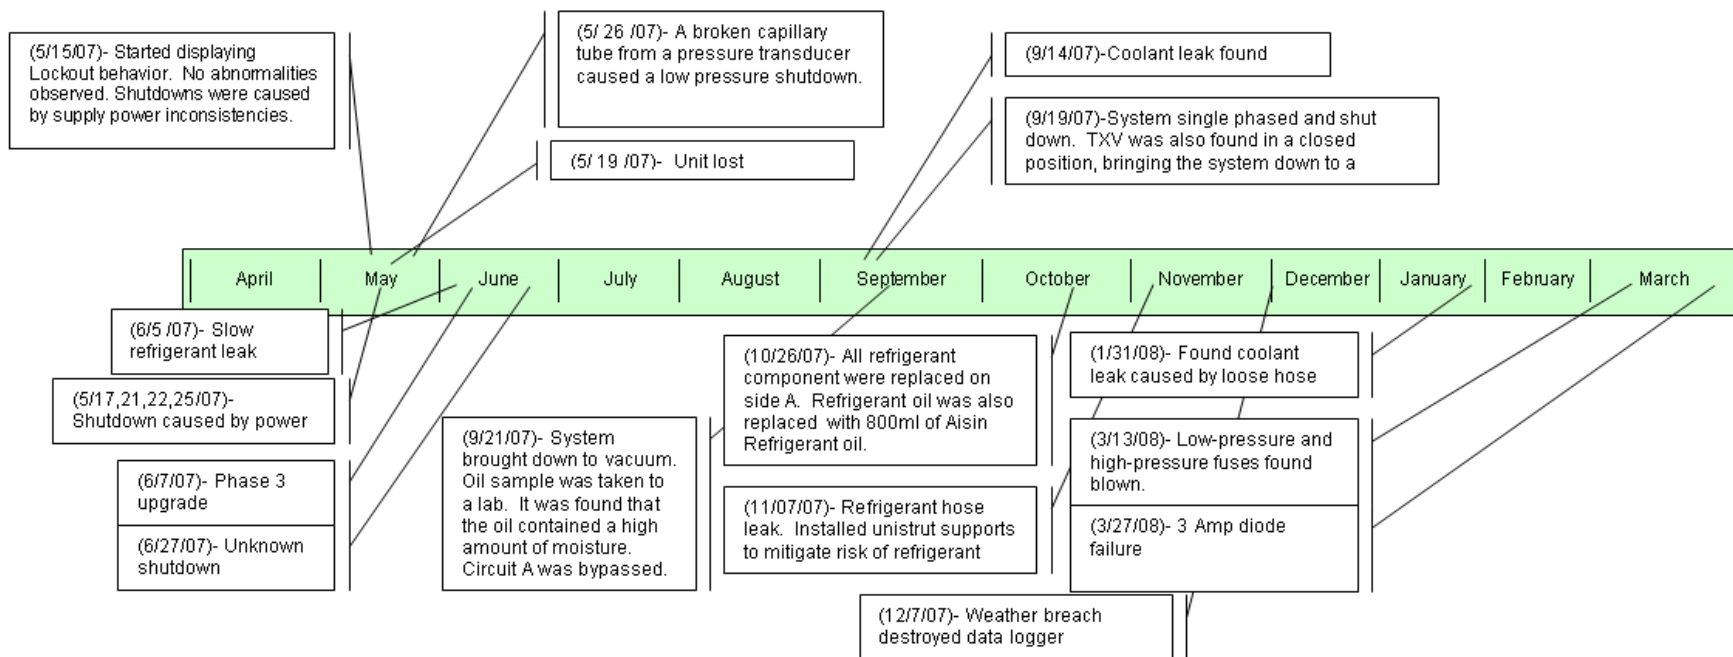 (5/15/07)- Started displaying
Lockout behavior. No abnormalities
observed. Shutdowns were caused
by supply power inconsistencies.
(5/ 26 /07)- A broken capillary
tube from a pressure transducer
caused a low pressure shutdown.
(5/ 19 /07)- Unit lost
(9/14/07)-Coolant leak found
(9/19/07)-System single phased and shut
down. TXV was also found in a closed
position, bringing the system down to a
April May June July August September October November December January February March
(6/5 /07)- Slow
refrigerant leak
(5/17,21,22,25/07)-
Shutdown caused by power
(6/7/07)- Phase 3
upgrade
(6/27/07)- Unknown
shutdown
(9/21/07)- System
brought down to vacuum.
Oil sample was taken to
a lab. It was found that
the oil contained a high
amount of moisture.
Circuit A was bypassed.
(10/26/07)- All refrigerant
component were replaced on
side A. Refrigerant oil was also
replaced with 800ml of Aisin
Refrigerant oil.
(11/07/07)- Refrigerant hose
leak. Installed unistrut supports
to mitigate risk of refrigerant
(12/7/07)- Weather breach
destroyed data logger
(1/31/08)- Found coolant
leak caused by loose hose
(3/13/08)- Low-pressure and
high-pressure fuses found
blown.
(3/27/08)- 3 Amp diode
failure